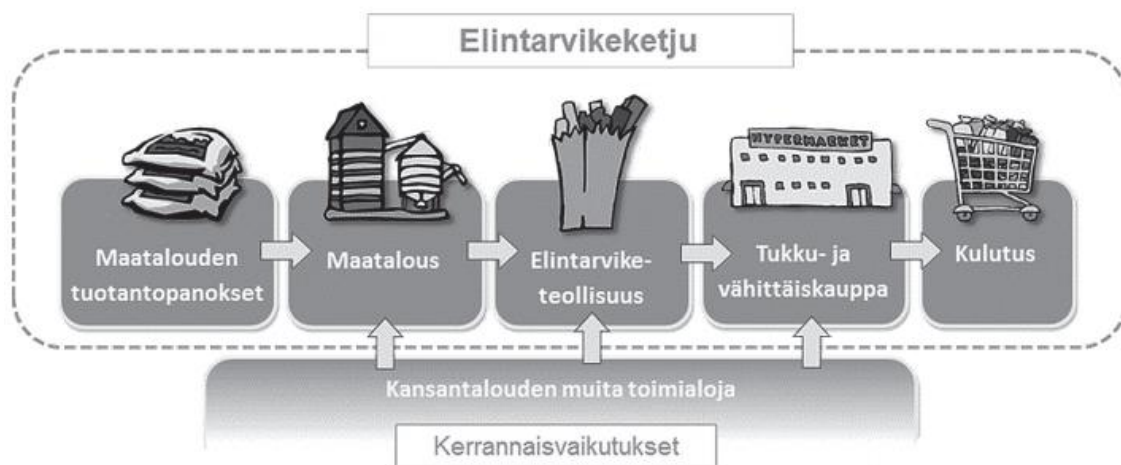 Elintarvikeketju
HYPERMARKET
Maatalouden
tuotantopanokset
Maatalous
Elintarvike-
teollisuus
Tukku- ja
vähittäiskauppa
Kulutus
Kansantalouden muita toimialoja
Kerrannaisvaikutukset